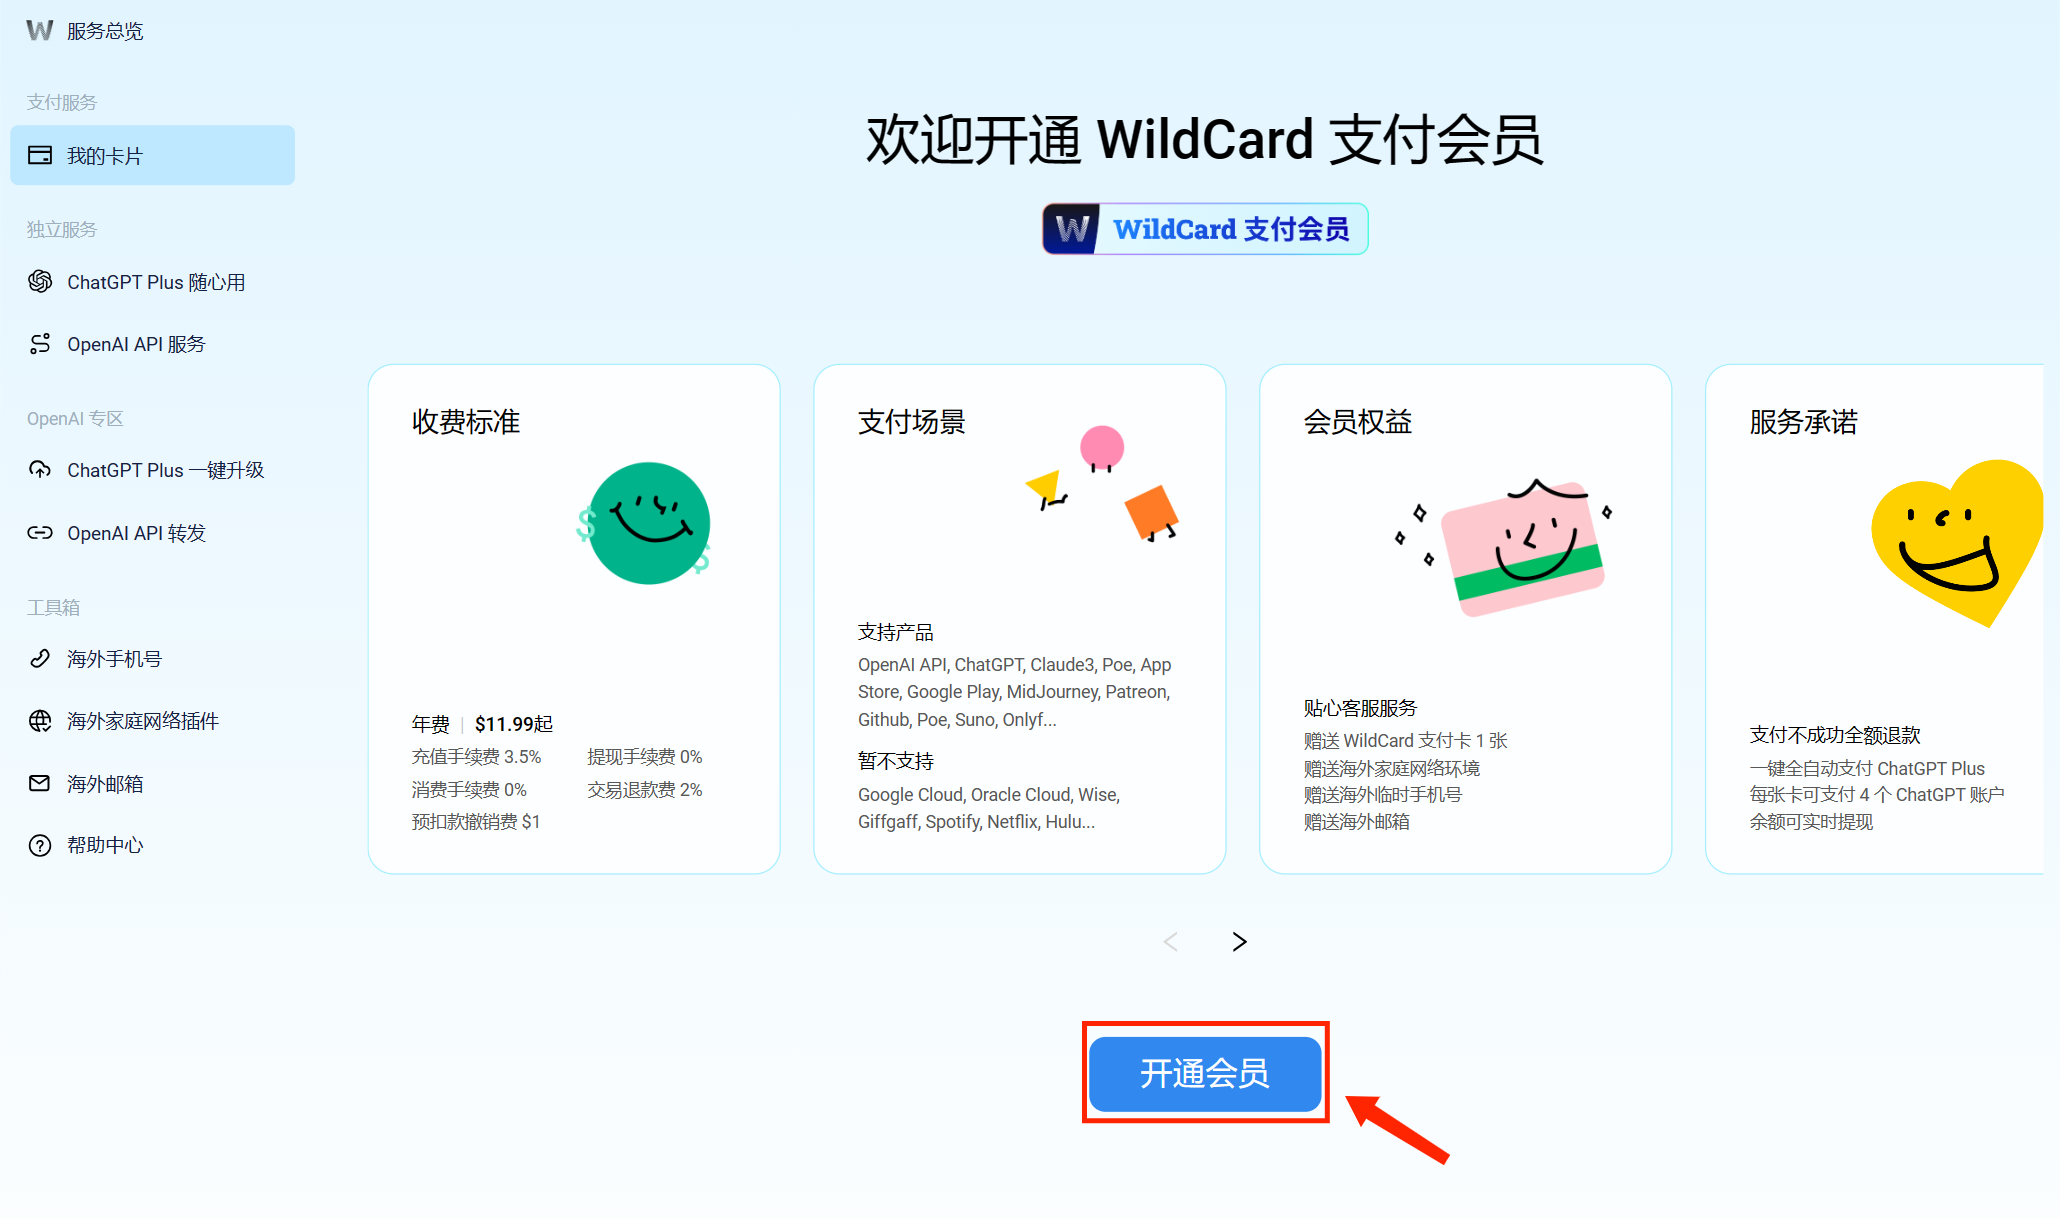 W 服务总览
支付服务
我的卡片
独立服务
ChatGPT Plus 随心用
OpenAI API 服务
OpenAI 专区
ChatGPT Plus 一键升级
OpenAI API 转发
工具箱
海外手机号
海外家庭网络插件
海外邮箱
帮助中心
欢迎开通 WildCard 支付会员
W WildCard 支付会员
收费标准
年费 | $11.99起
充值手续费 3.5% 提现手续费 0%
消费手续费 0% 交易退款费 2%
预扣款撤销费 $1
支付场景
支持产品
OpenAI API, ChatGPT, Claude3, Poe, App
Store, Google Play, MidJourney, Patreon,
Github, Poe, Suno, Onlyf...
暂不支持
Google Cloud, Oracle Cloud, Wise,
Giffgaff, Spotify, Netflix, Hulu...
会员权益
贴心客服服务
赠送 WildCard 支付卡 1 张
赠送海外家庭网络环境
赠送海外临时手机号
赠送海外邮箱
服务承诺
支付不成功全额退款
一键全自动支付 ChatGPT Plus
每张卡可支付 4 个 ChatGPT 账户
余额可实时提现
开通会员